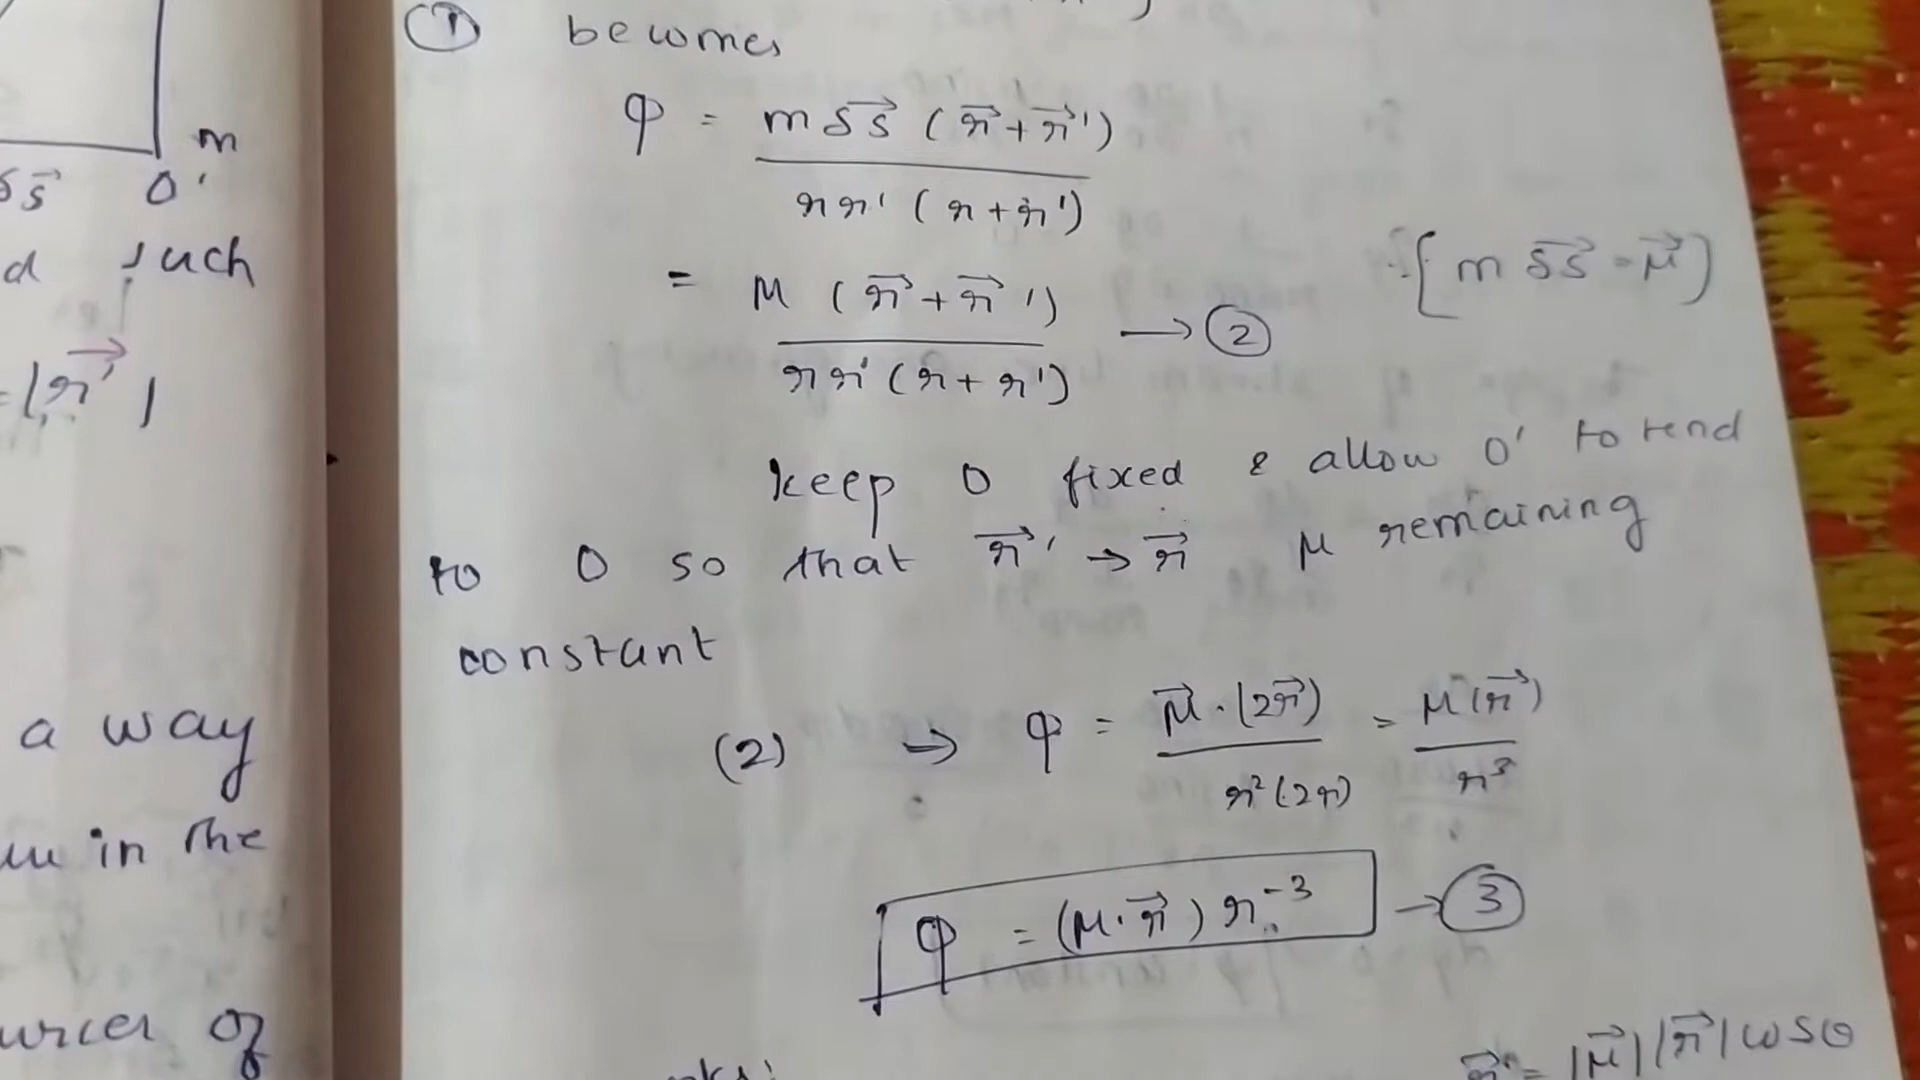 m
δs⃗ O'
d such
= |r⃗'|
a way
in the
of
① becomes
φ = m δs⃗ (r⃗ + r⃗') / r r' (r + r')
= μ (r⃗ + r⃗') / r r' (r + r') → ② ∴ [m δs⃗ = μ⃗]
keep O fixed & allow O' to tend
to O so that r⃗' → r⃗ μ remaining
constant
(2) ⇒ φ = μ⃗ · (2r⃗) / r² (2r) = μ (r⃗) / r³
φ = (μ · r⃗) r⁻³ → ③
= |μ⃗| |r⃗| cos θ